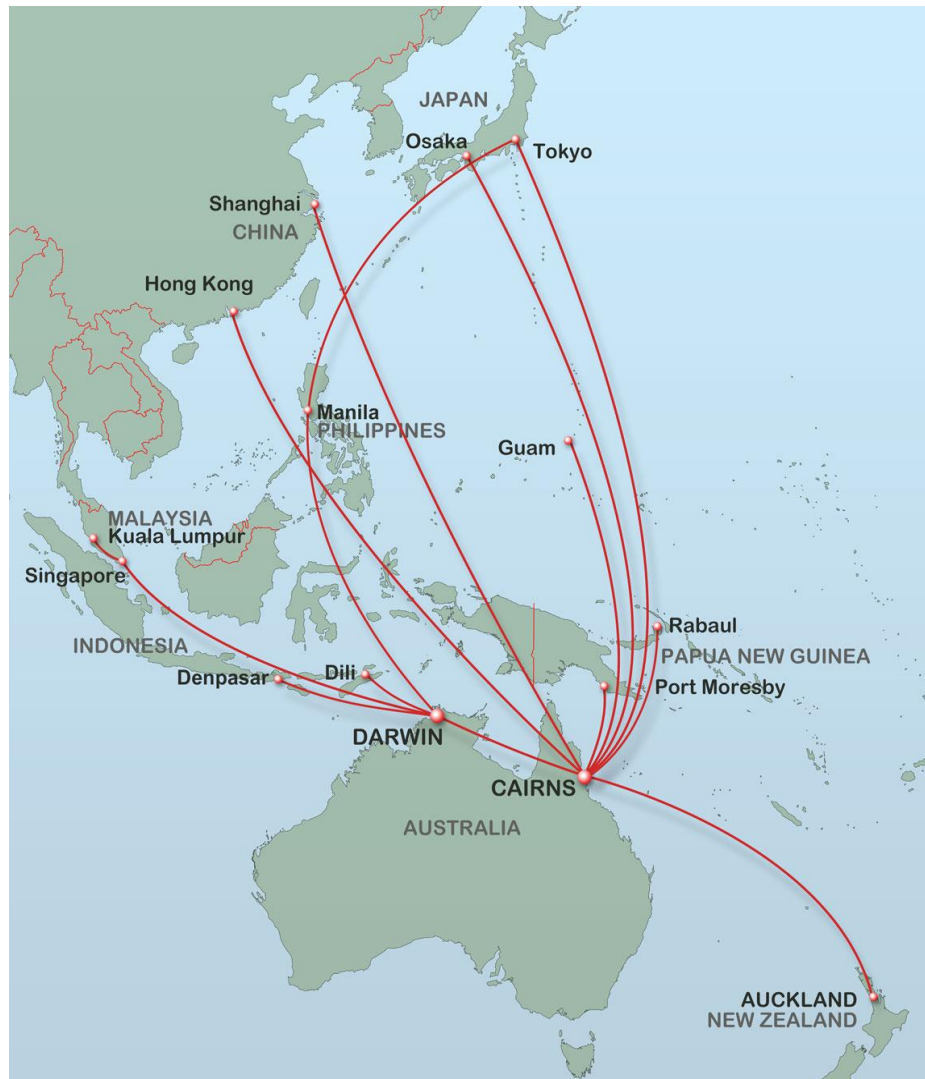 JAPAN
Osaka
Tokyo
Shanghai
CHINA
Hong Kong
Manila
PHILIPPINES
Guam
MALAYSIA
Kuala Lumpur
Singapore
Rabaul
INDONESIA
PAPUA NEW GUINEA
Denpasar
Dili
Port Moresby
DARWIN
CAIRNS
AUSTRALIA
AUCKLAND
NEW ZEALAND